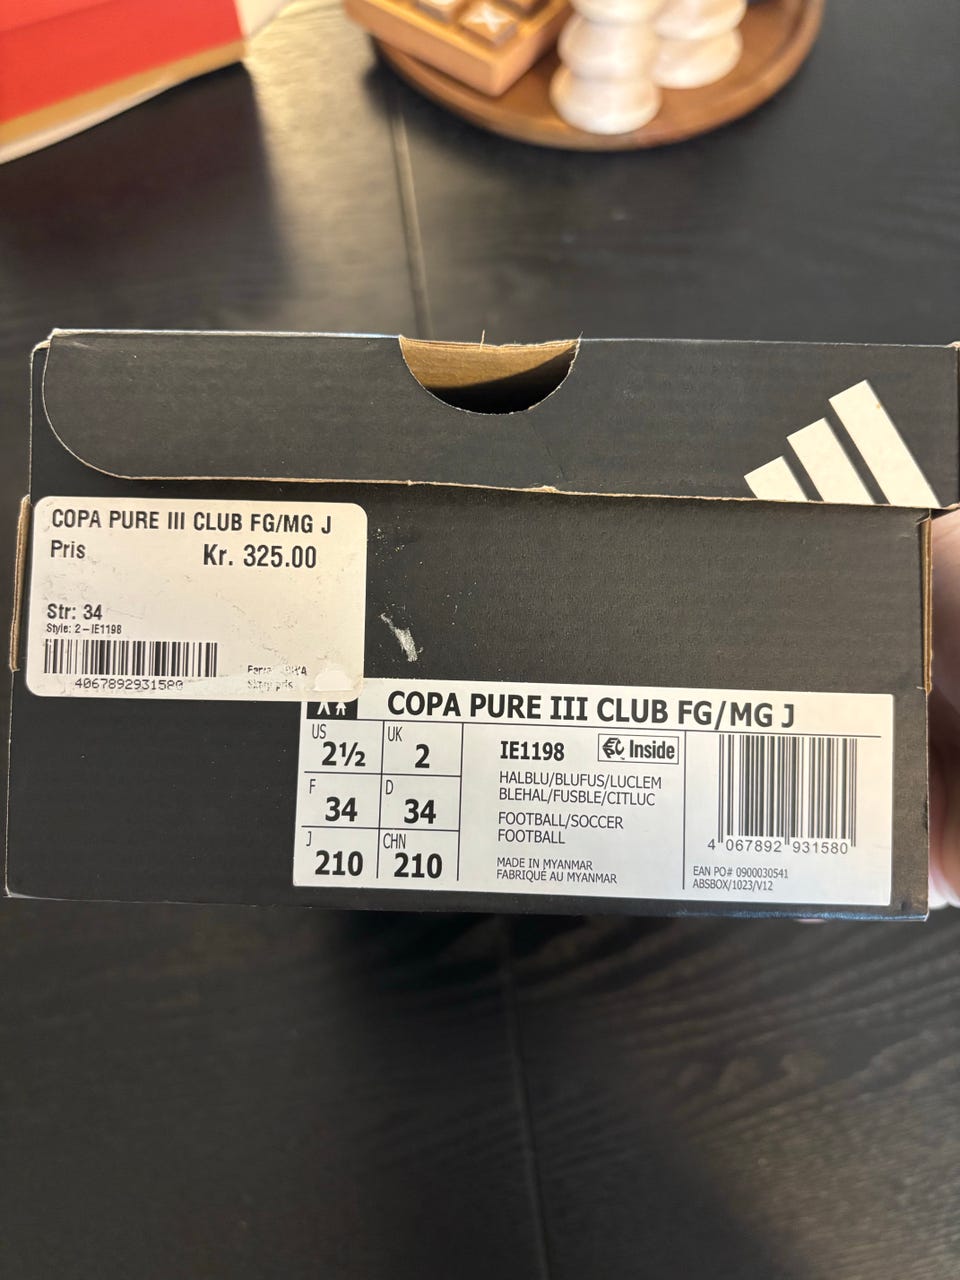 COPA PURE III CLUB FG/MG J
Pris Kr. 325.00
Str: 34
Style: 2-IE1198
4067892931580
COPA PURE III CLUB FG/MG J
US 2½ UK 2
F 34 D 34
J 210 CHN 210
IE1198 Inside
HALBLU/BLUFUS/LUCLEM
BLEHAL/FUSBLE/CITLUC
FOOTBALL/SOCCER
FOOTBALL
MADE IN MYANMAR
FABRIQUÉ AU MYANMAR
4 067892 931580
EAN PO# 0900030541
ABSBOX/1023/V12